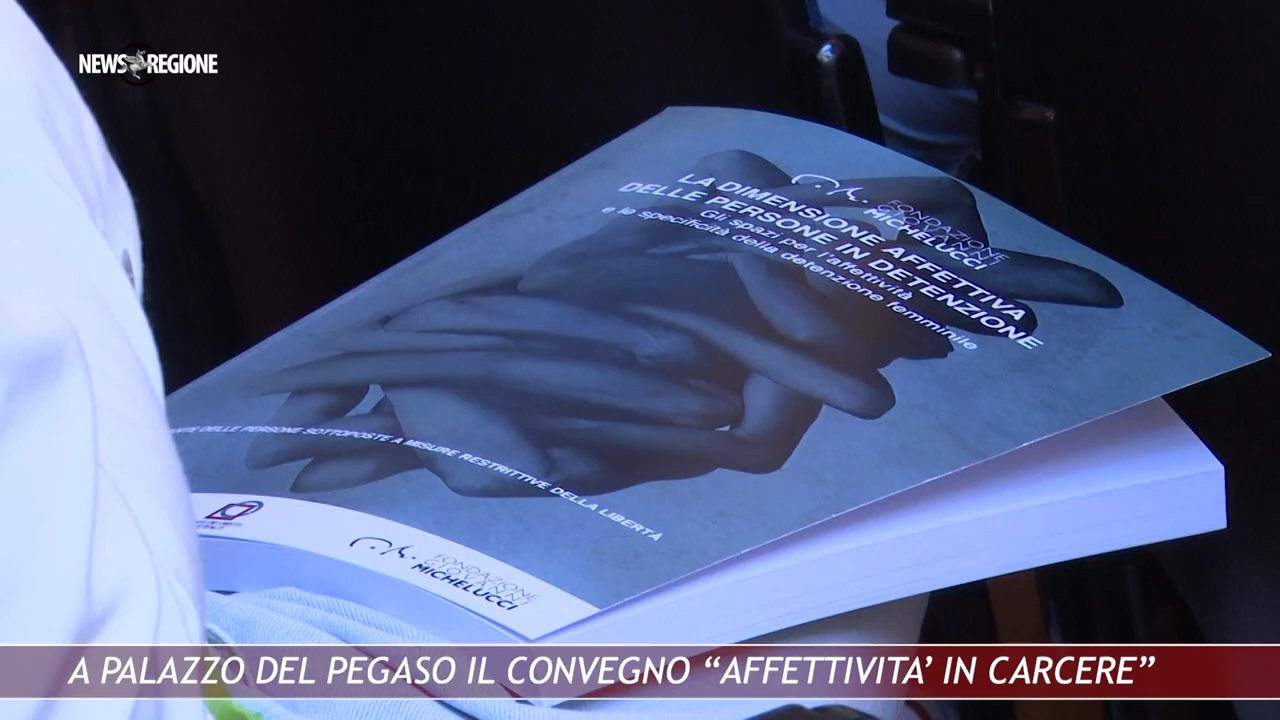 NEWS REGIONE
FONDAZIONE
GIOVANNI
MICHELUCCI
LA DIMENSIONE AFFETTIVA
DELLE PERSONE IN DETENZIONE
Gli spazi per l'affettività
e le specificità della detenzione femminile
DELLE PERSONE SOTTOPOSTE A MISURE RESTRITTIVE DELLA LIBERTÀ
FONDAZIONE
GIOVANNI
MICHELUCCI
A PALAZZO DEL PEGASO IL CONVEGNO “AFFETTIVITA’ IN CARCERE”